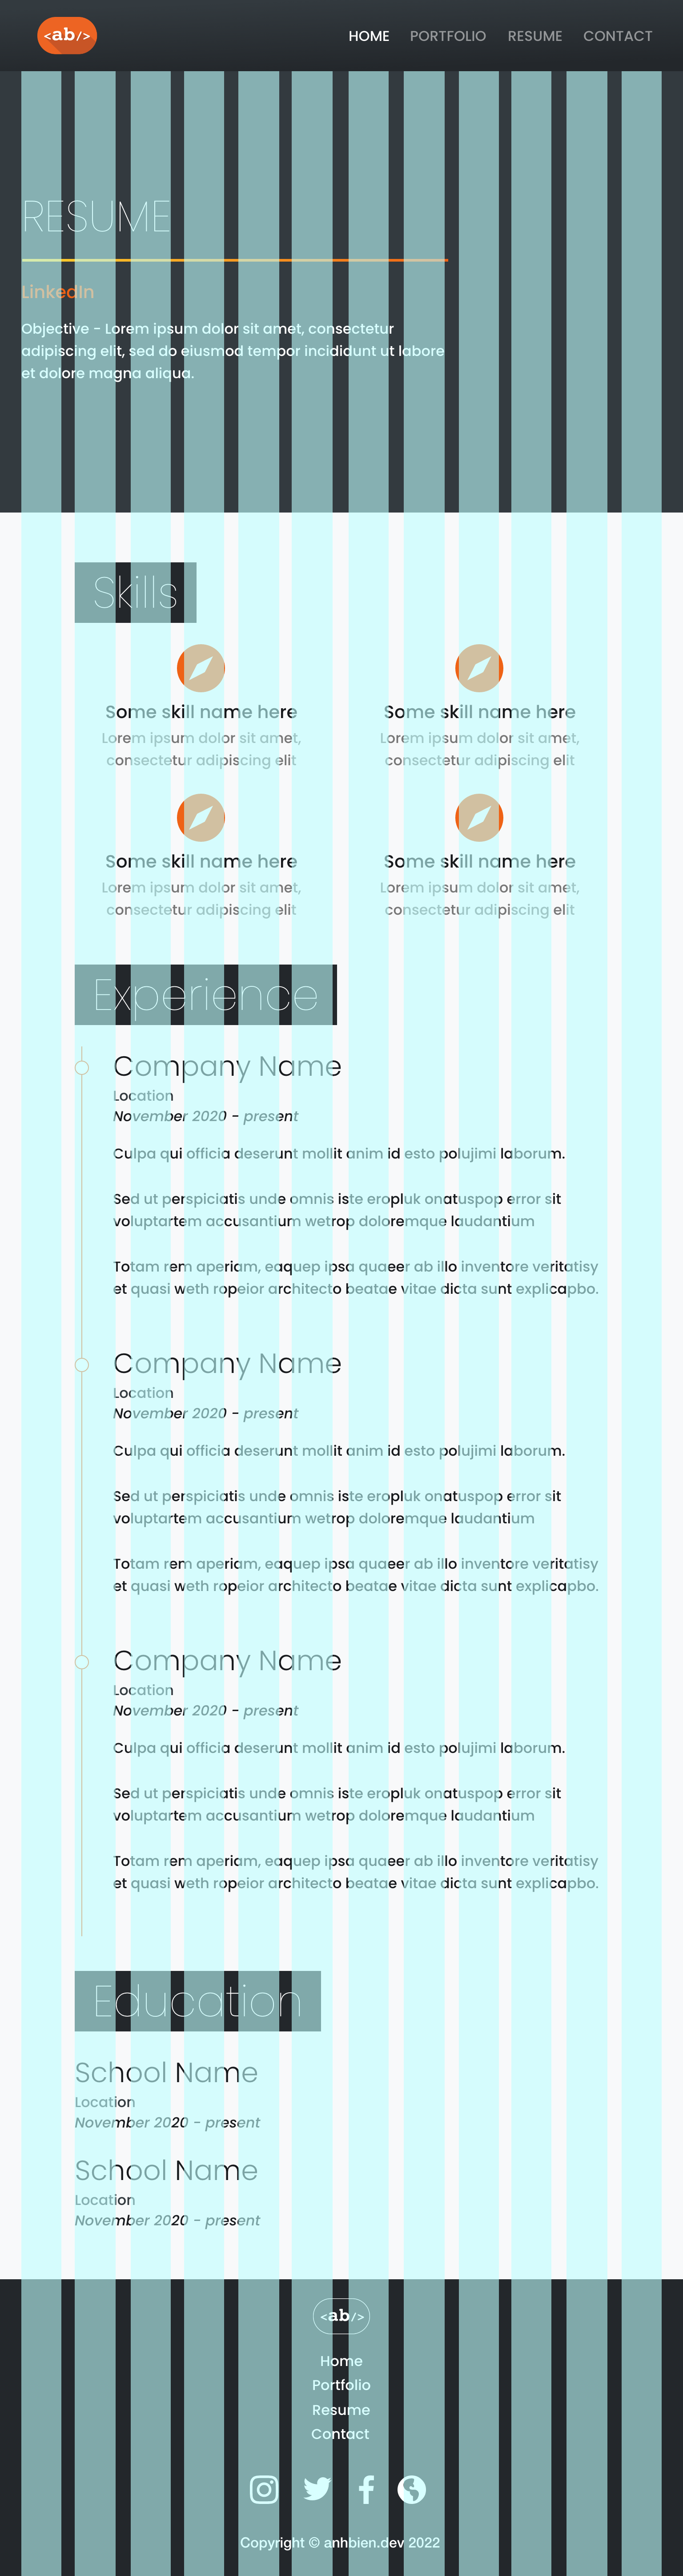 <ab/>
HOME PORTFOLIO RESUME CONTACT
RESUME
LinkedIn
Objective - Lorem ipsum dolor sit amet, consectetur
adipiscing elit, sed do eiusmod tempor incididunt ut labore
et dolore magna aliqua.
Skills
Some skill name here
Lorem ipsum dolor sit amet,
consectetur adipiscing elit
Some skill name here
Lorem ipsum dolor sit amet,
consectetur adipiscing elit
Some skill name here
Lorem ipsum dolor sit amet,
consectetur adipiscing elit
Some skill name here
Lorem ipsum dolor sit amet,
consectetur adipiscing elit
Experience
Company Name
Location
November 2020 - present
Culpa qui officia deserunt mollit anim id esto polujimi laborum.
Sed ut perspiciatis unde omnis iste eropluk onatuspop error sit
voluptartem accusantium wetrop doloremque laudantium
Totam rem aperiam, eaquep ipsa quaeer ab illo inventore veritatisy
et quasi weth ropeior architecto beatae vitae dicta sunt explicapbo.
Company Name
Location
November 2020 - present
Culpa qui officia deserunt mollit anim id esto polujimi laborum.
Sed ut perspiciatis unde omnis iste eropluk onatuspop error sit
voluptartem accusantium wetrop doloremque laudantium
Totam rem aperiam, eaquep ipsa quaeer ab illo inventore veritatisy
et quasi weth ropeior architecto beatae vitae dicta sunt explicapbo.
Company Name
Location
November 2020 - present
Culpa qui officia deserunt mollit anim id esto polujimi laborum.
Sed ut perspiciatis unde omnis iste eropluk onatuspop error sit
voluptartem accusantium wetrop doloremque laudantium
Totam rem aperiam, eaquep ipsa quaeer ab illo inventore veritatisy
et quasi weth ropeior architecto beatae vitae dicta sunt explicapbo.
Education
School Name
Location
November 2020 - present
School Name
Location
November 2020 - present
<ab/>
Home
Portfolio
Resume
Contact
Copyright © anhbien.dev 2022